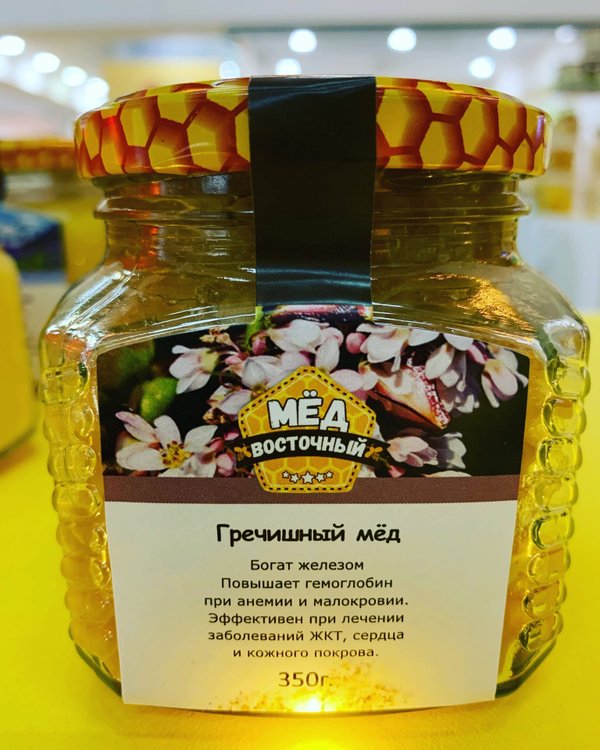 МЁД
ВОСТОЧНЫЙ
Гречишный мёд
Богат железом
Повышает гемоглобин
при анемии и малокровии.
Эффективен при лечении
заболеваний ЖКТ, сердца
и кожного покрова.
350г.